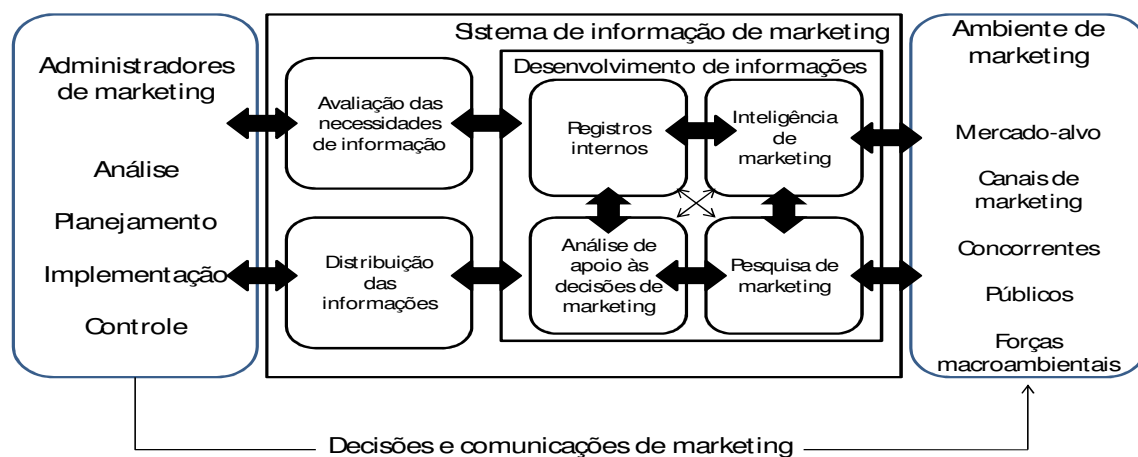 Administradores
de marketing
Análise
Planejamento
Implementação
Controle
Sistema de informação de marketing
Avaliação das
necessidades
de informação
Distribuição
das
informações
Desenvolvimento de informações
Registros
internos
Inteligência
de
marketing
Análise de
apoio às
decisões de
marketing
Pesquisa de
marketing
Ambiente de
marketing
Mercado-alvo
Canais de
marketing
Concorrentes
Públicos
Forças
macroambientais
Decisões e comunicações de marketing